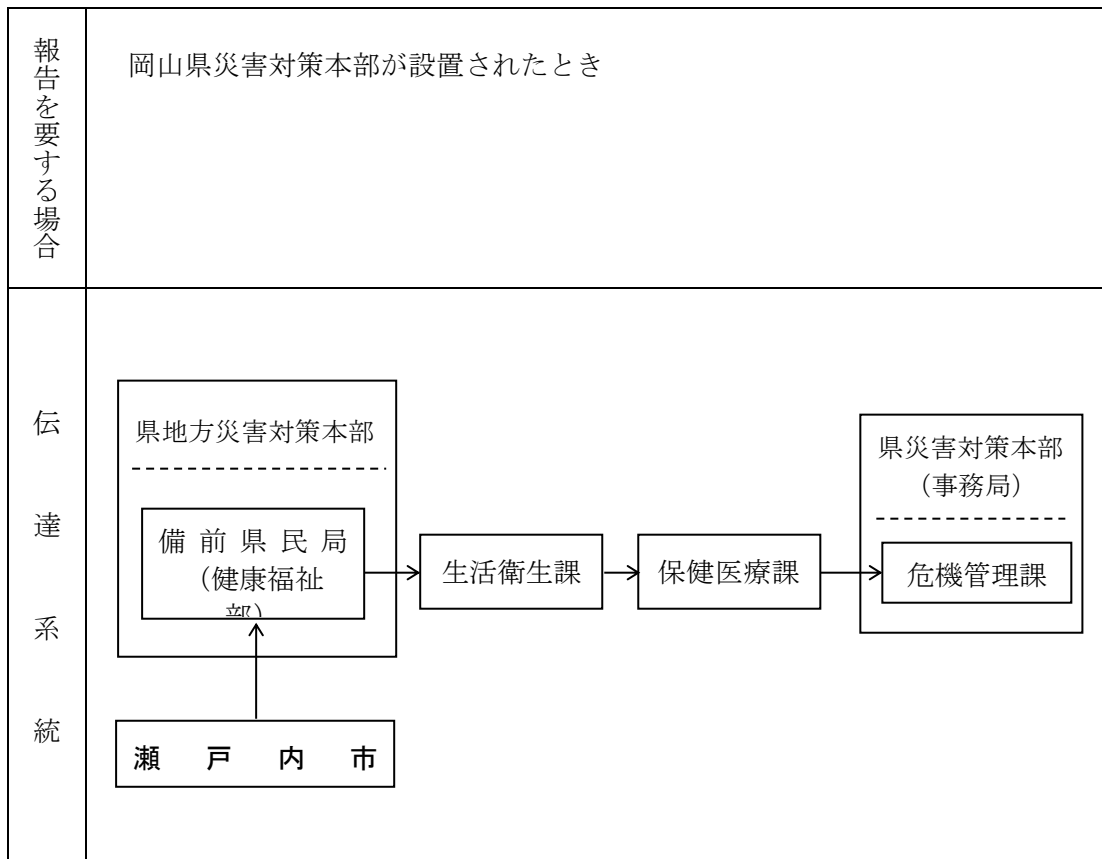 報告を要する場合
岡山県災害対策本部が設置されたとき
伝達系統
県地方災害対策本部
備前県民局
（健康福祉
部）
生活衛生課
保健医療課
県災害対策本部
（事務局）
危機管理課
瀬戸内市